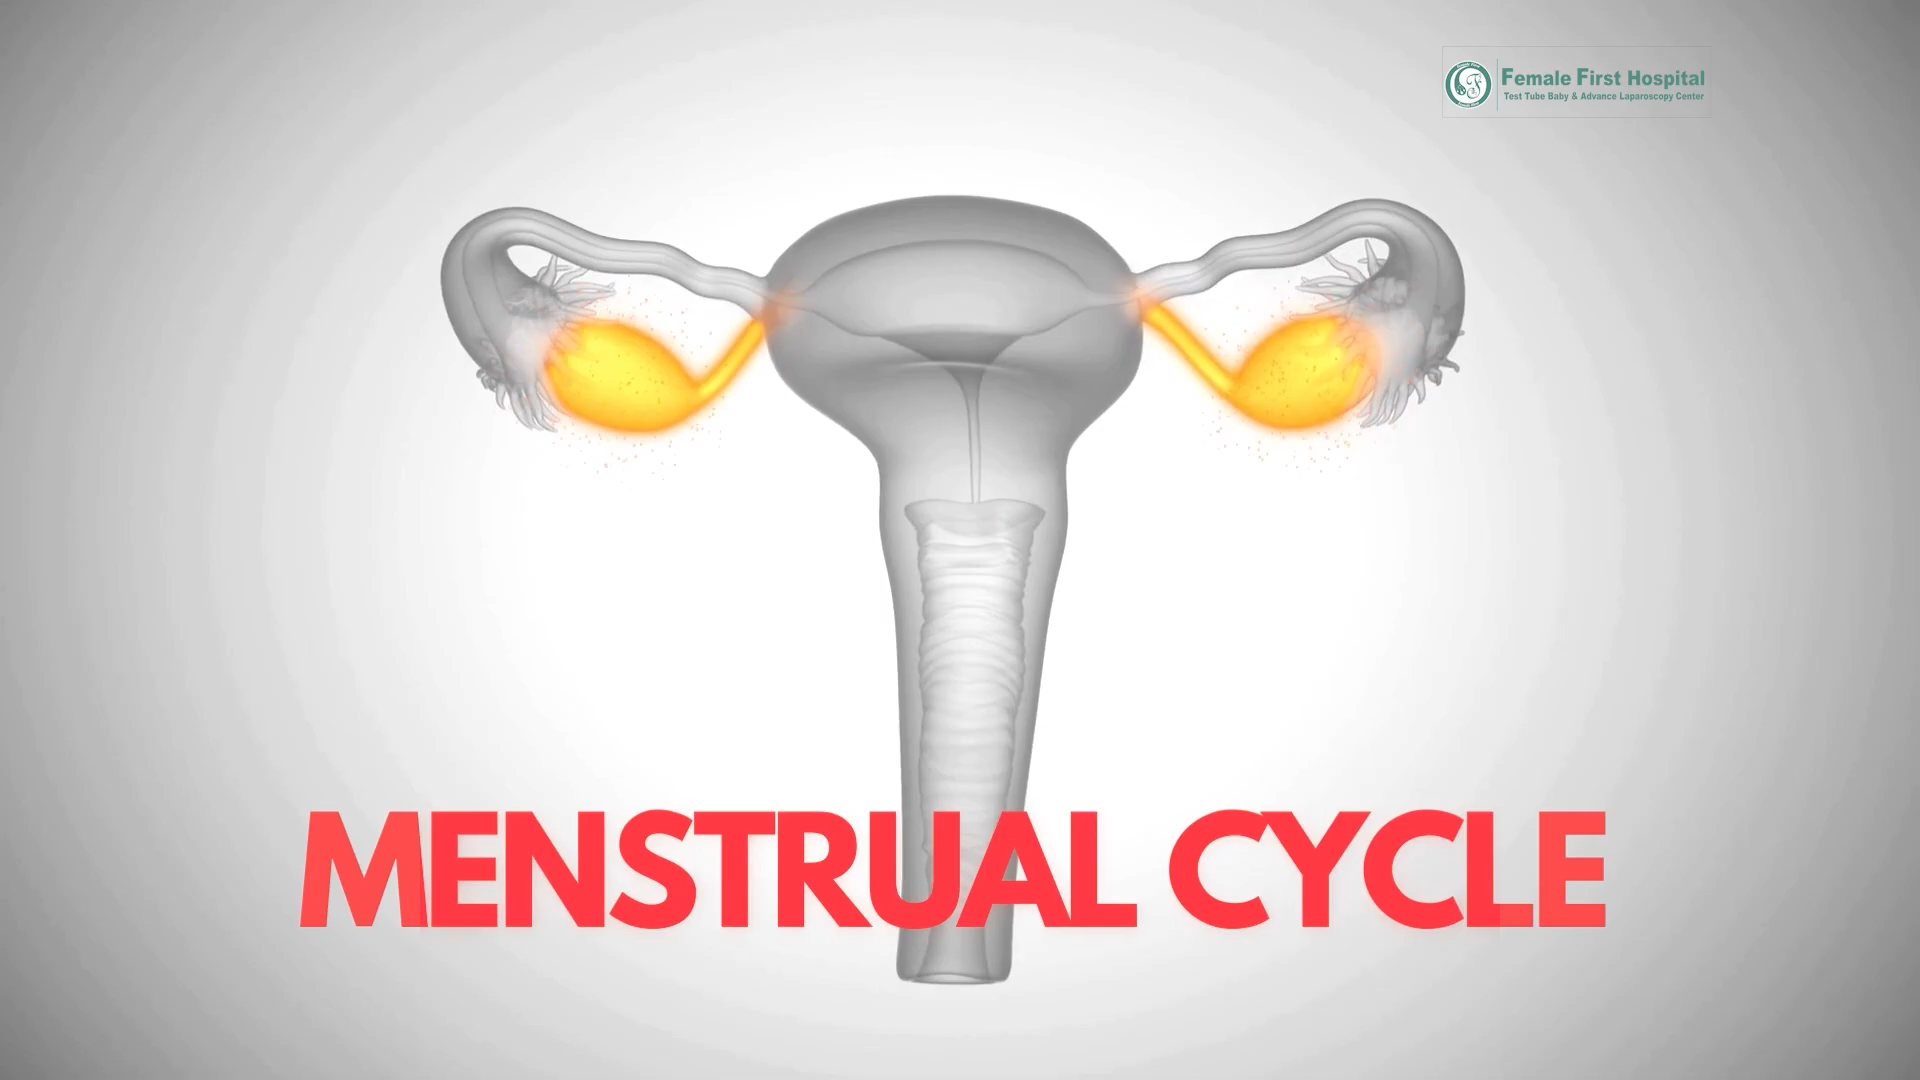 Female First Hospital
Test Tube Baby & Advance Laparoscopy Center
MENSTRUAL CYCLE